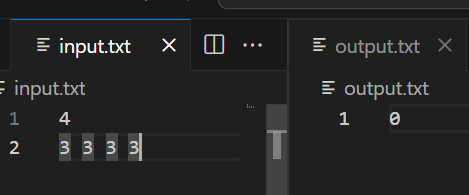 input.txt
output.txt
input.txt
output.txt
1 4
2 3 3 3 3
1 0